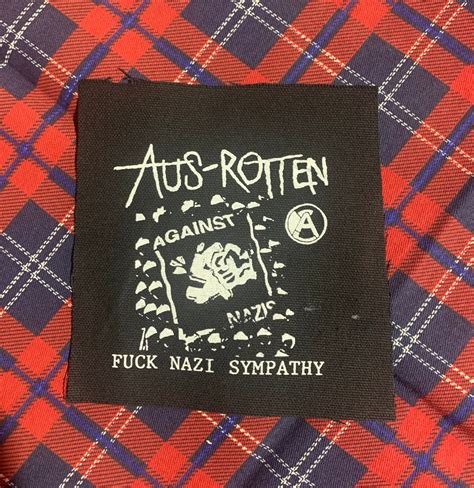 AUS-ROTTEN
AGAINST
A
NAZIS
FUCK NAZI SYMPATHY